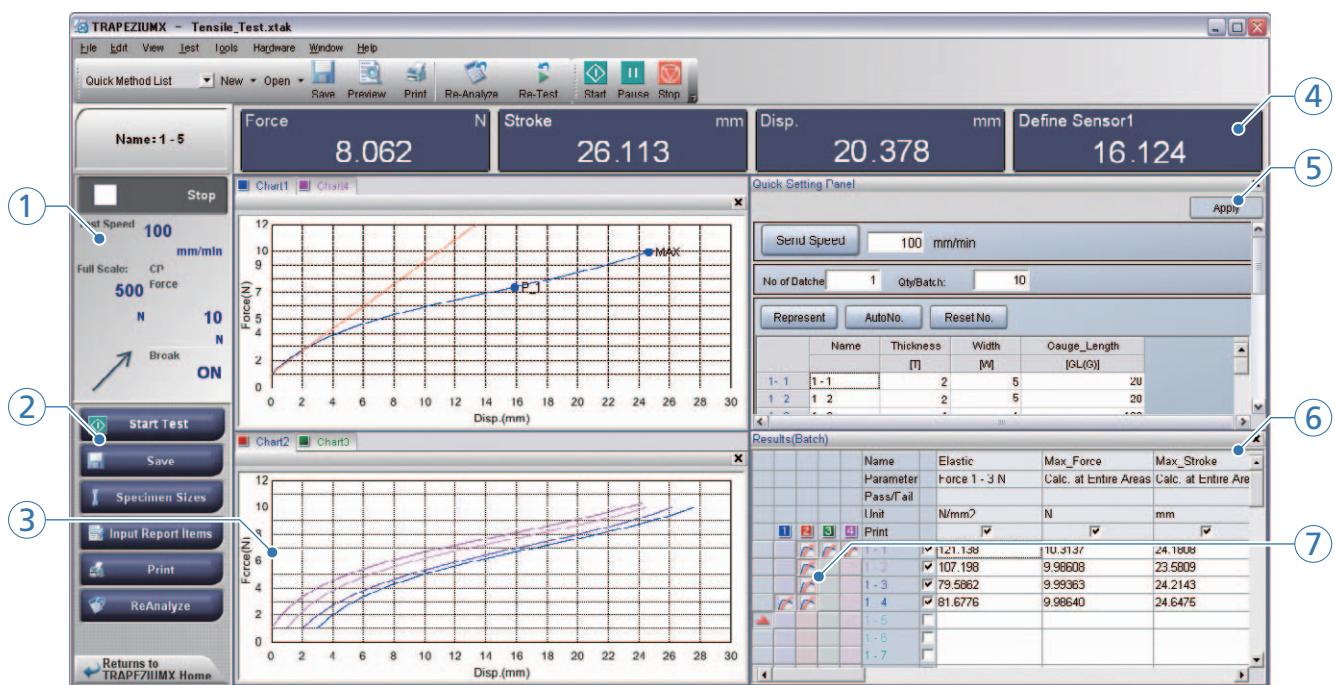 TRAPEZIUMX - Tensile_Test.xtak
File Edit View Test Tools Hardware Window Help
Quick Method List New Open Save Preview Print Re-Analyze Re-Test Start Pause Stop
Name: 1 - 5
Force N
8.062
Stroke mm
26.113
Disp. mm
20.378
Define Sensor1
16.124
4
5
1
2
3
6
7
Stop
Test Speed 100
mm/min
Full Scale: CP
500 Force
N 10
N
Break
ON
Start Test
Save
Specimen Sizes
Input Report Items
Print
ReAnalyze
Returns to
TRAPEZIUMX Home
Chart1 Chart4
12
10
9
7
5
4
2
0
Force(N)
MAX
P_1
0 2 4 6 8 10 12 14 16 18 20 22 24 26 28 30
Disp.(mm)
Chart2 Chart3
12
10
8
6
4
2
0
Force(N)
0 2 4 6 8 10 12 14 16 18 20 22 24 26 28 30
Disp.(mm)
Quick Setting Panel
Apply
Send Speed 100 mm/min
No of Batche 1 Qty/Batch: 10
Represent AutoNo. Reset No.
Name Thickness Width Gauge_Length
[T] [W] [GL(G)]
1- 1 1 - 1 2 5 20
1 2 1 2 2 5 20
Results(Batch)
Name Elastic Max_Force Max_Stroke
Parameter Force 1 - 3 N Calc. at Entire Areas Calc. at Entire Are
Pass/Fail
Unit N/mm2 N mm
1 2 3 4 Print
1 - 1 121.138 10.3137 24.1808
1 - 2 107.198 9.98608 23.5809
1 - 3 79.5862 9.99363 24.2143
1 4 81.6776 9.98640 24.6475
1 - 5
1 - 6
1 - 7